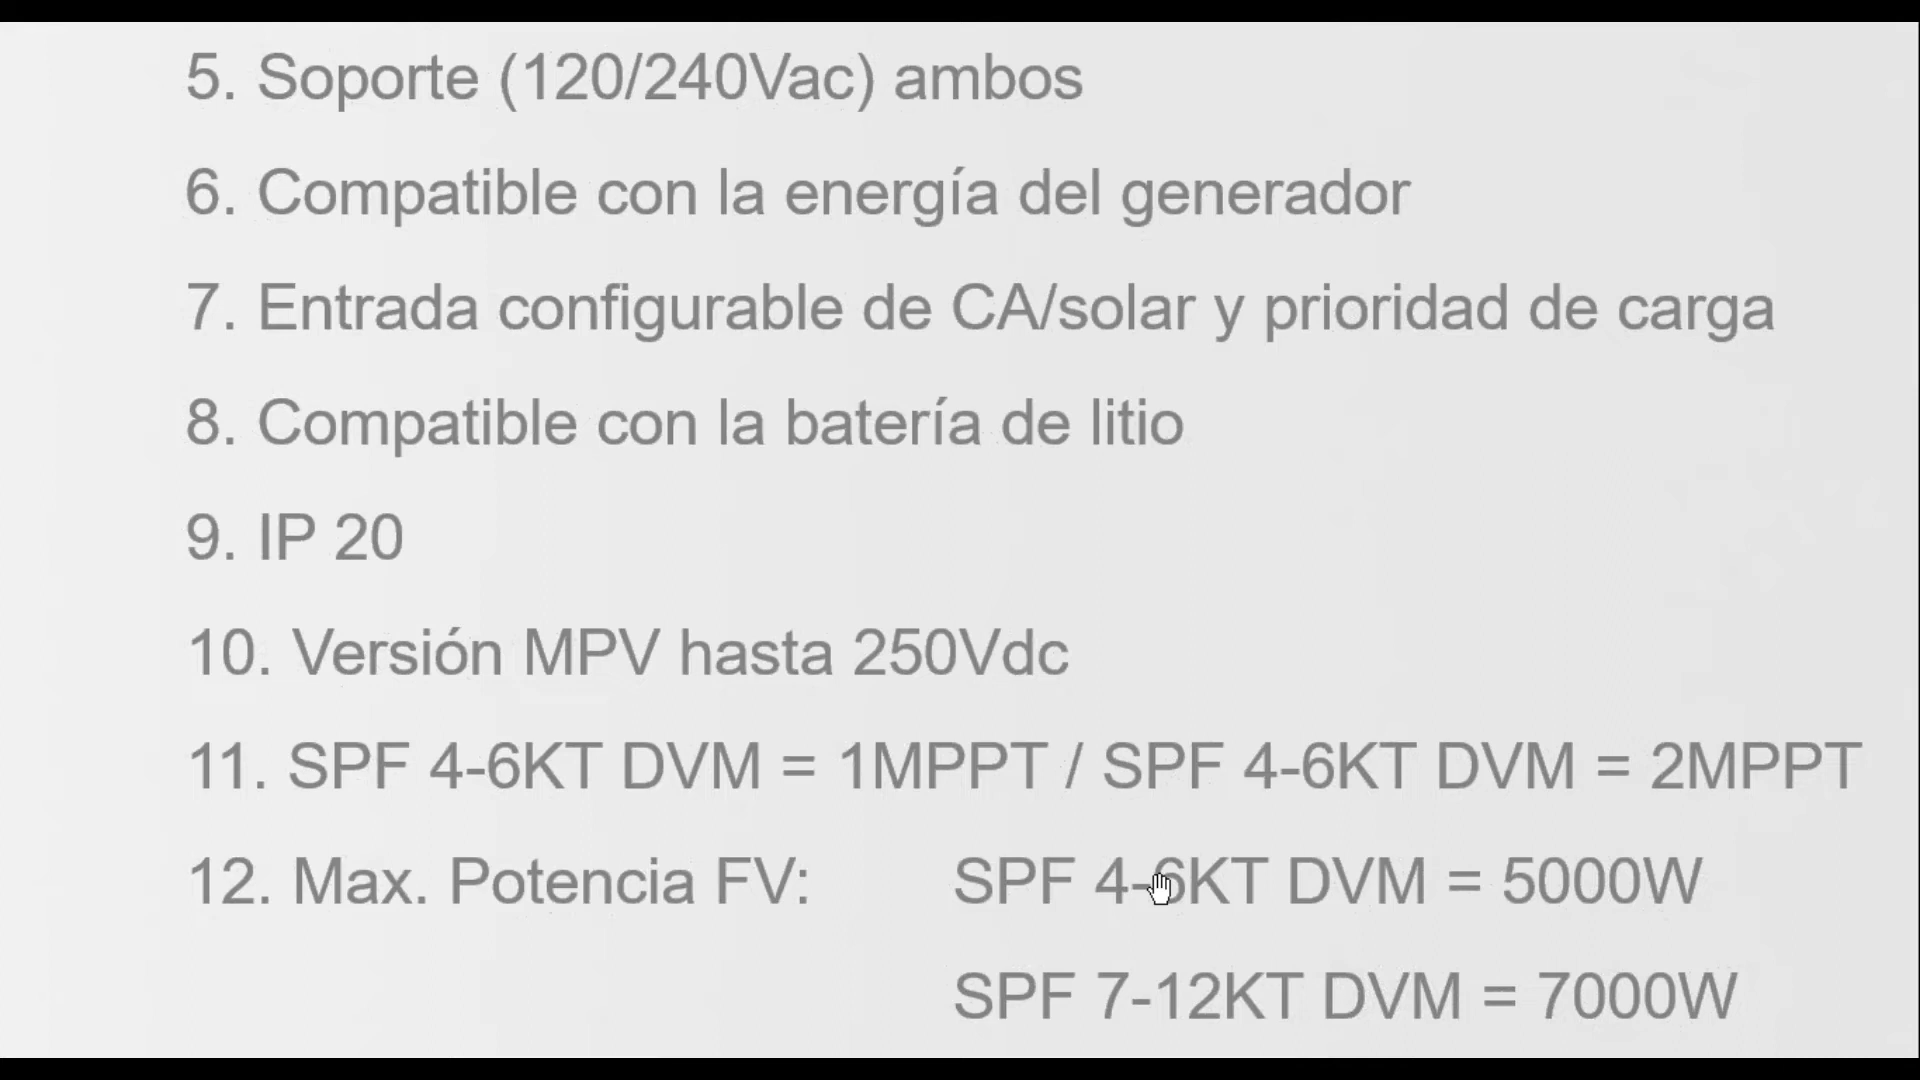 5. Soporte (120/240Vac) ambos
6. Compatible con la energía del generador
7. Entrada configurable de CA/solar y prioridad de carga
8. Compatible con la batería de litio
9. IP 20
10. Versión MPV hasta 250Vdc
11. SPF 4-6KT DVM = 1MPPT / SPF 4-6KT DVM = 2MPPT
12. Max. Potencia FV: SPF 4-6KT DVM = 5000W
SPF 7-12KT DVM = 7000W